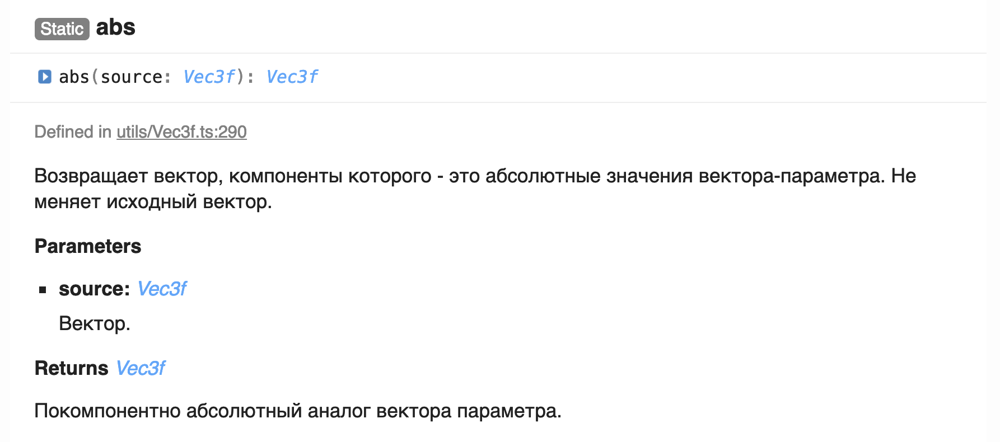 Static abs
abs(source: Vec3f): Vec3f
Defined in utils/Vec3f.ts:290
Возвращает вектор, компоненты которого - это абсолютные значения вектора-параметра. Не
меняет исходный вектор.
Parameters
source: Vec3f
Вектор.
Returns Vec3f
Покомпонентно абсолютный аналог вектора параметра.